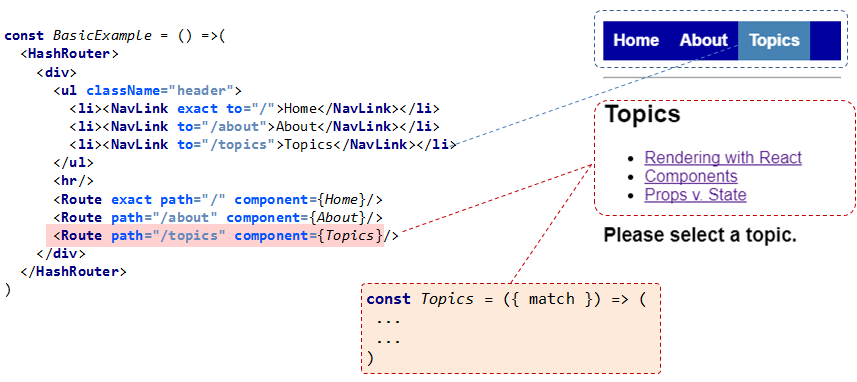 const BasicExample = () =>(
<HashRouter>
<div>
<ul className="header">
<li><NavLink exact to="/">Home</NavLink></li>
<li><NavLink to="/about">About</NavLink></li>
<li><NavLink to="/topics">Topics</NavLink></li>
</ul>
<hr/>
<Route exact path="/" component={Home}/>
<Route path="/about" component={About}/>
<Route path="/topics" component={Topics}/>
</div>
</HashRouter>
)
Home About Topics
Topics
• Rendering with React
• Components
• Props v. State
Please select a topic.
const Topics = ({ match }) => (
...
...
)